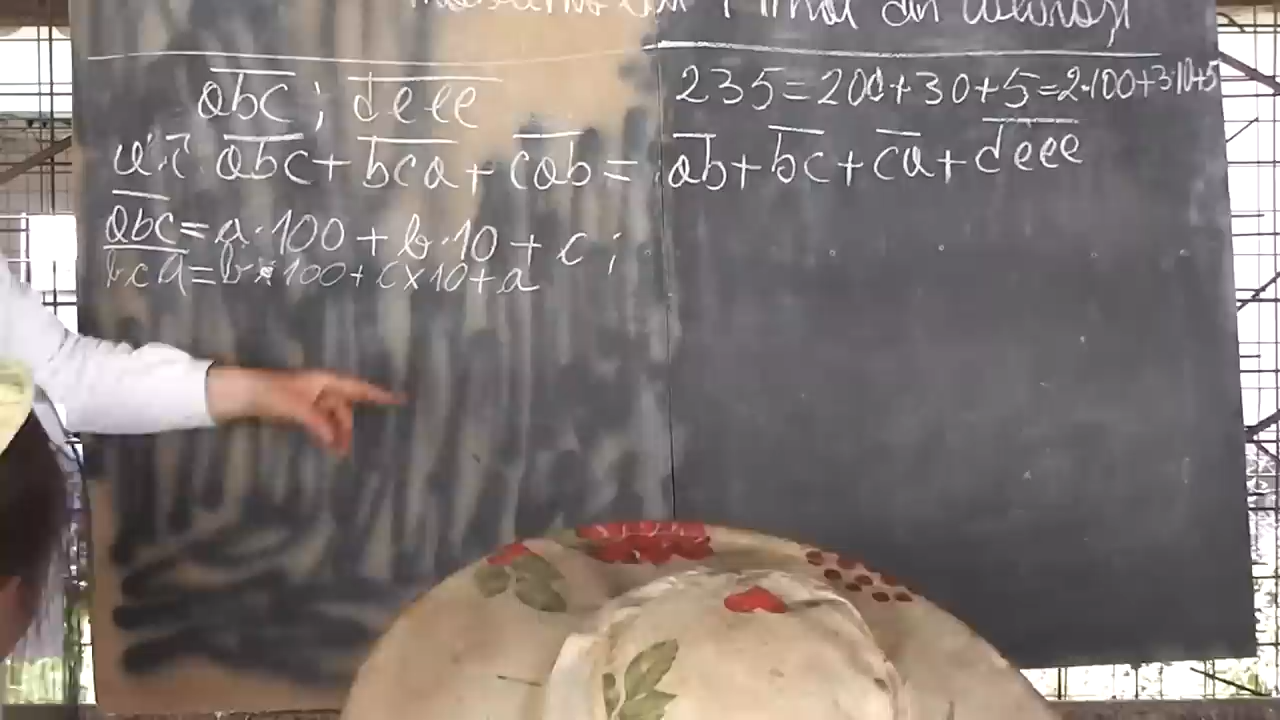 din
abc ; deee
235=200+30+5=2·100+3·10+5
a.î. abc + bca + cab = ab+bc+ca+deee
abc = a·100 + b·10 + c ;
bca = b×100 + c×10 + a